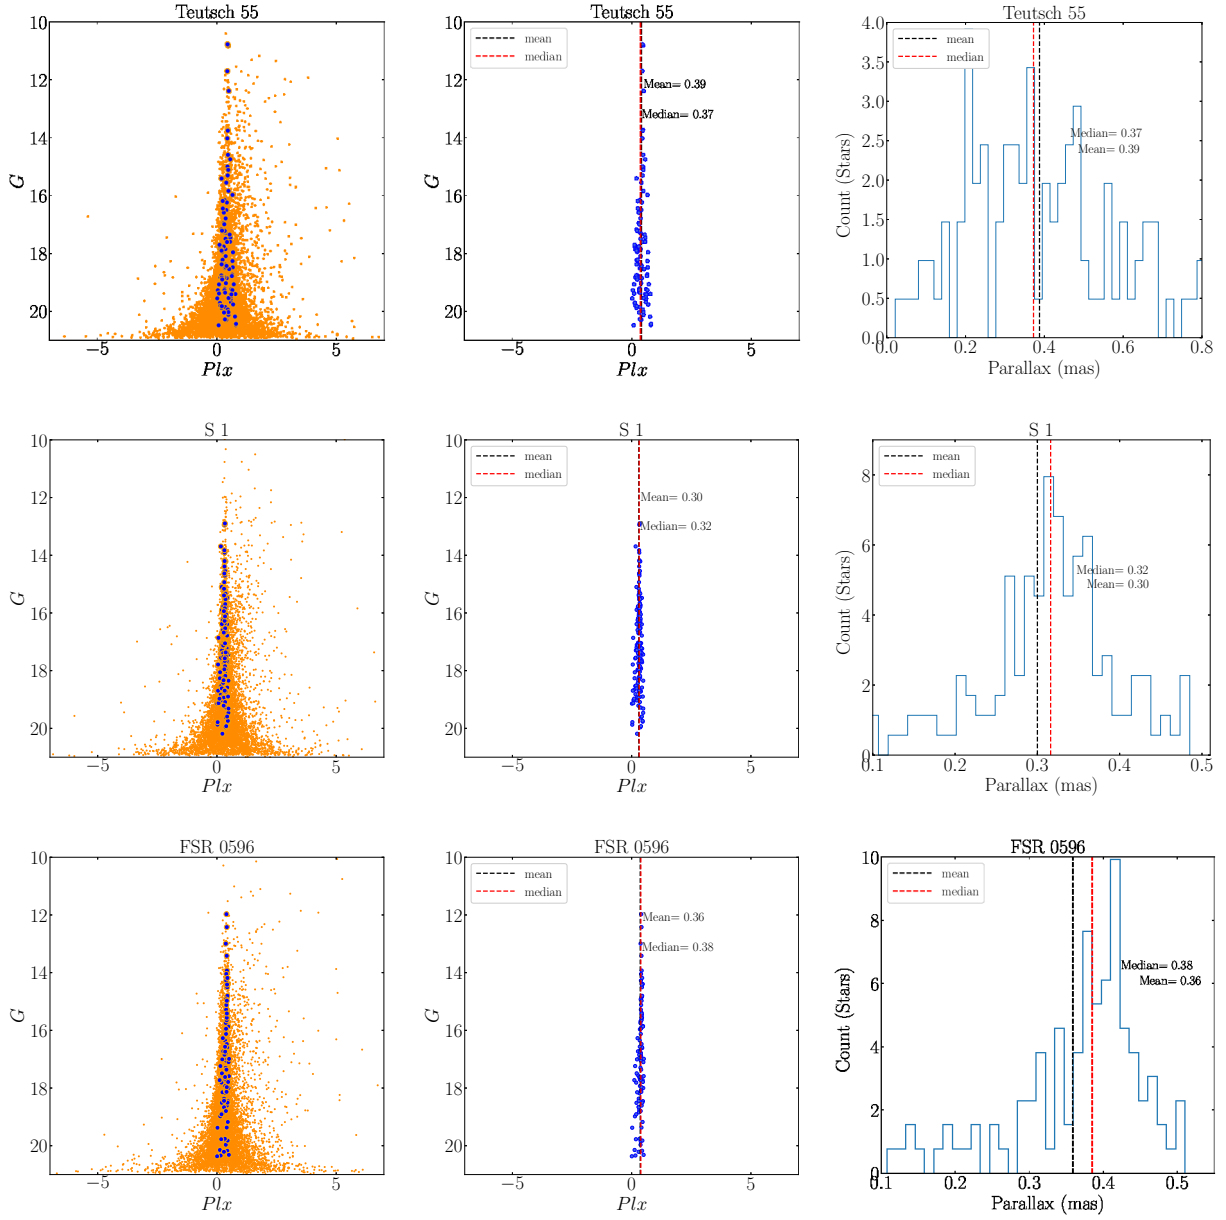 Teutsch 55
10
12
14
16
18
20
G
−5
0
5
Plx
Teutsch 55
mean
median
Mean= 0.39
Median= 0.37
10
12
14
16
18
20
G
−5
0
5
Plx
Teutsch 55
mean
median
Median= 0.37
Mean= 0.39
4.0
3.5
3.0
2.5
2.0
1.5
1.0
0.5
0.0
Count (Stars)
0.0
0.2
0.4
0.6
0.8
Parallax (mas)
S 1
10
12
14
16
18
20
G
−5
0
5
Plx
S 1
mean
median
Mean= 0.30
Median= 0.32
10
12
14
16
18
20
G
−5
0
5
Plx
S 1
mean
median
Median= 0.32
Mean= 0.30
8
6
4
2
0
Count (Stars)
0.1
0.2
0.3
0.4
0.5
Parallax (mas)
FSR 0596
10
12
14
16
18
20
G
−5
0
5
Plx
FSR 0596
mean
median
Mean= 0.36
Median= 0.38
10
12
14
16
18
20
G
−5
0
5
Plx
FSR 0596
mean
median
Median= 0.38
Mean= 0.36
10
8
6
4
2
0
Count (Stars)
0.1
0.2
0.3
0.4
0.5
Parallax (mas)